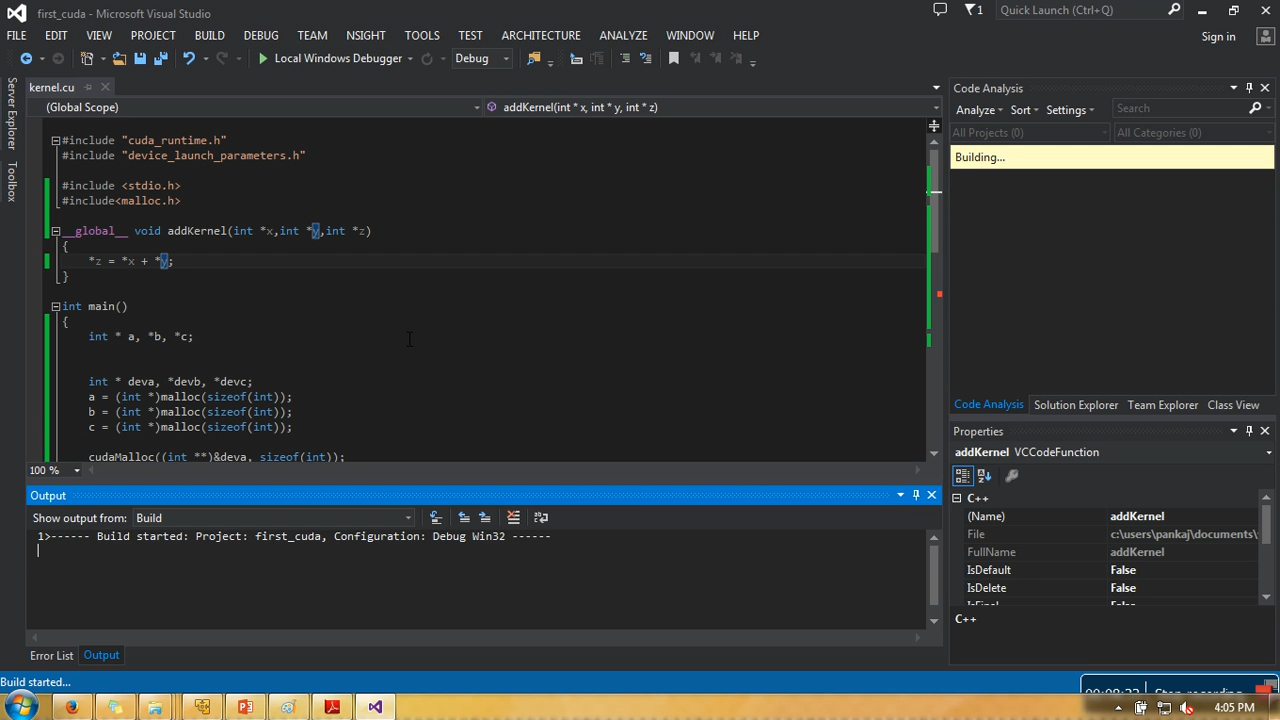 first_cuda - Microsoft Visual Studio
Quick Launch (Ctrl+Q)
1
FILE EDIT VIEW PROJECT BUILD DEBUG TEAM NSIGHT TOOLS TEST ARCHITECTURE ANALYZE WINDOW HELP
Sign in
Local Windows Debugger
Debug
Server Explorer
Toolbox
kernel.cu
(Global Scope)
addKernel(int * x, int * y, int * z)
#include "cuda_runtime.h"
#include "device_launch_parameters.h"
#include <stdio.h>
#include<malloc.h>
__global__ void addKernel(int *x,int *y,int *z)
{
*z = *x + *y;
}
int main()
{
int * a, *b, *c;
int * deva, *devb, *devc;
a = (int *)malloc(sizeof(int));
b = (int *)malloc(sizeof(int));
c = (int *)malloc(sizeof(int));
cudaMalloc((int **)&deva, sizeof(int));
100 %
Output
Show output from: Build
1>------ Build started: Project: first_cuda, Configuration: Debug Win32 ------
Error List Output
Code Analysis
Analyze Sort Settings Search
All Projects (0) All Categories (0)
Building...
Code Analysis Solution Explorer Team Explorer Class View
Properties
addKernel VCCodeFunction
C++
(Name) addKernel
File c:\users\pankaj\documents\
FullName addKernel
IsDefault False
IsDelete False
C++
Build started...
4:05 PM